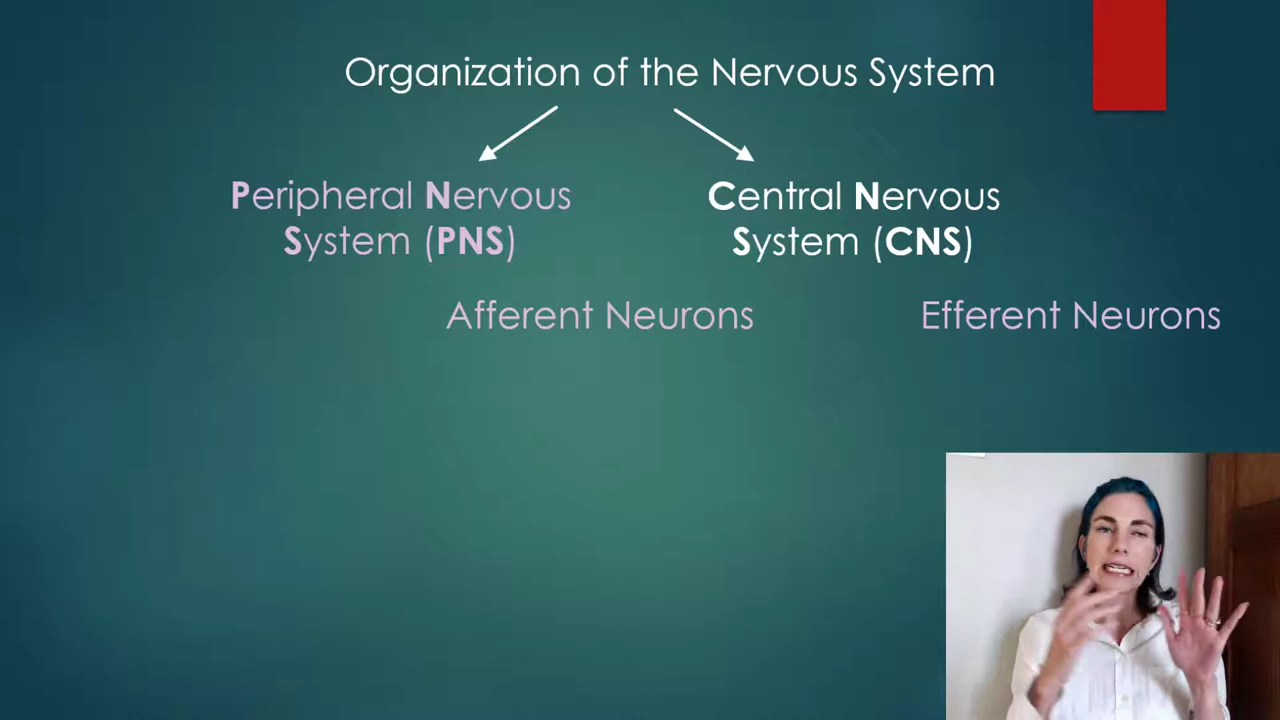 Organization of the Nervous System
Peripheral Nervous
System (PNS)
Central Nervous
System (CNS)
Afferent Neurons
Efferent Neurons